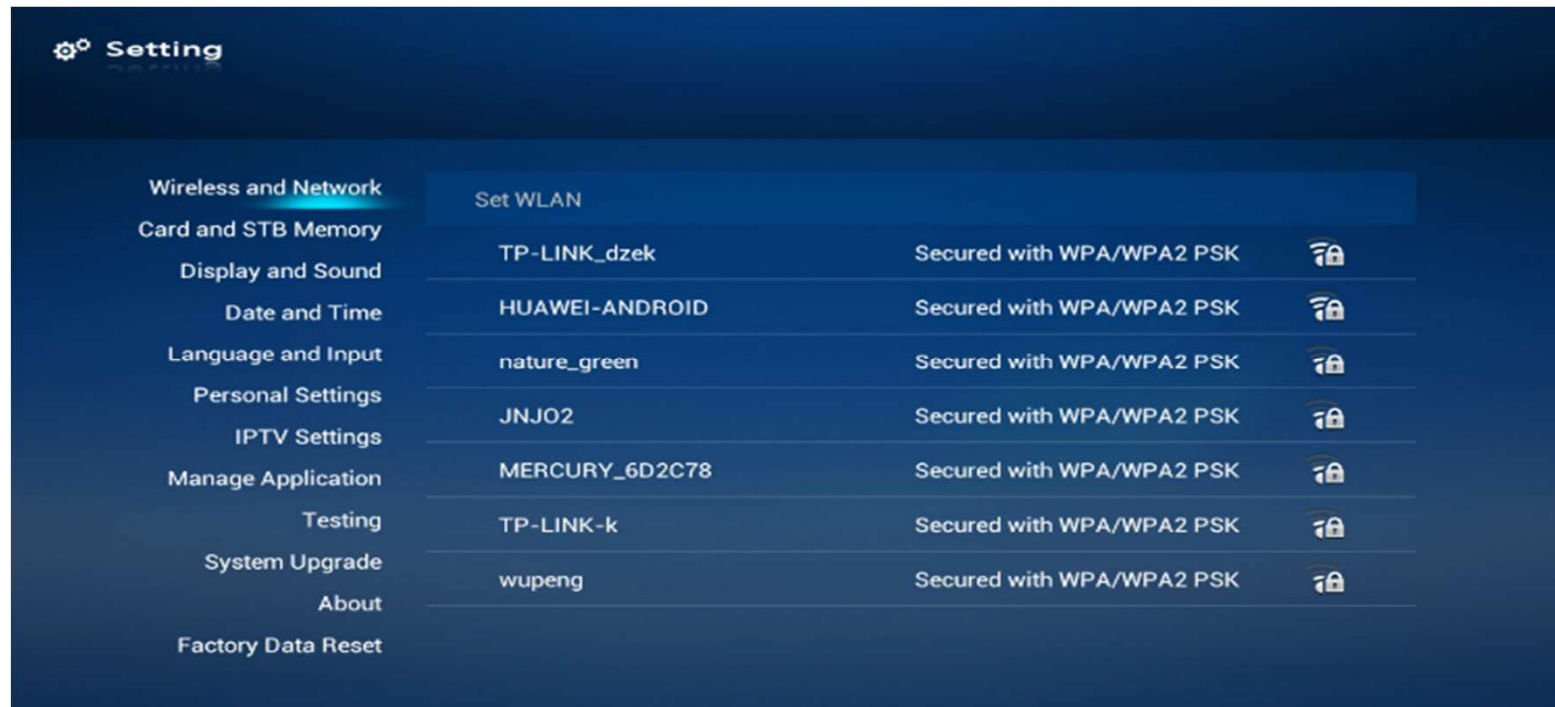 Setting
Wireless and Network
Card and STB Memory
Display and Sound
Date and Time
Language and Input
Personal Settings
IPTV Settings
Manage Application
Testing
System Upgrade
About
Factory Data Reset
Set WLAN
TP-LINK_dzek Secured with WPA/WPA2 PSK
HUAWEI-ANDROID Secured with WPA/WPA2 PSK
nature_green Secured with WPA/WPA2 PSK
JNJO2 Secured with WPA/WPA2 PSK
MERCURY_6D2C78 Secured with WPA/WPA2 PSK
TP-LINK-k Secured with WPA/WPA2 PSK
wupeng Secured with WPA/WPA2 PSK